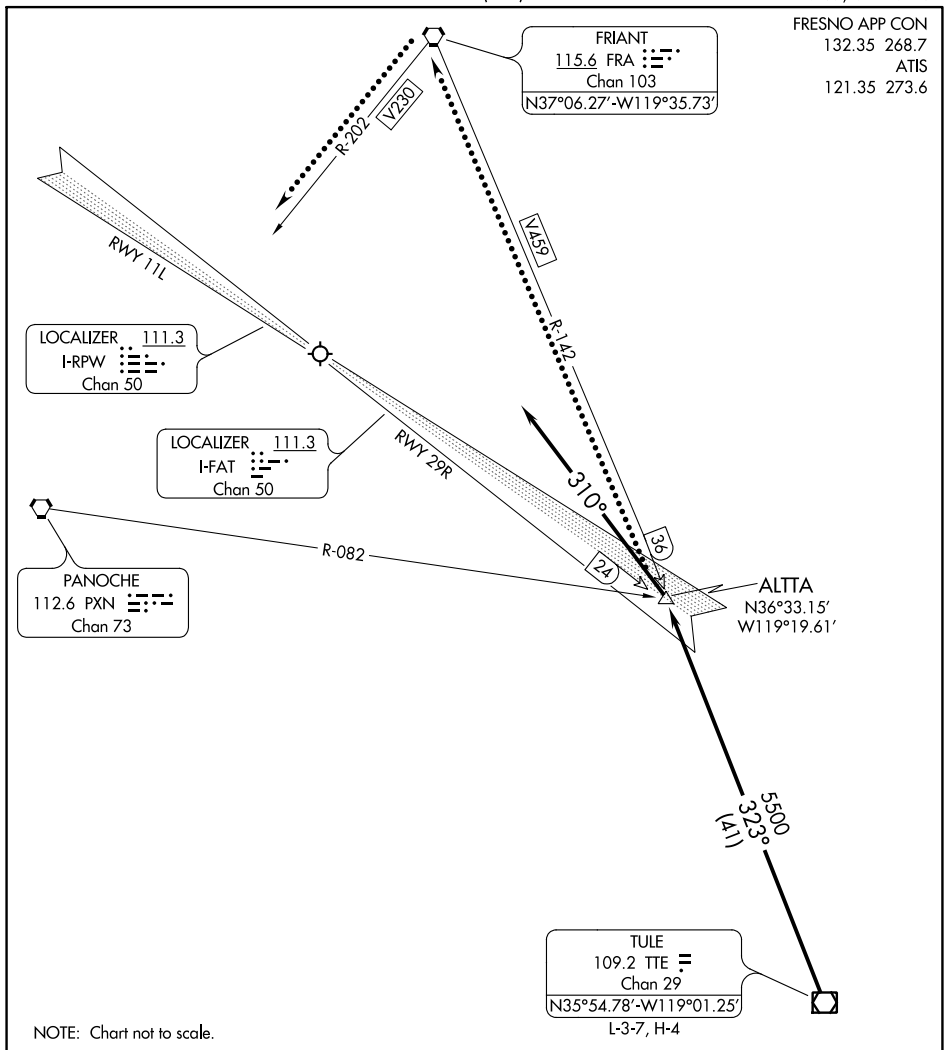 FRESNO APP CON
132.35 268.7
ATIS
121.35 273.6
FRIANT
115.6 FRA
Chan 103
N37°06.27'-W119°35.73'
R-202
V230
V459
R-142
RWY 11L
LOCALIZER 111.3
I-RPW
Chan 50
LOCALIZER 111.3
I-FAT
Chan 50
RWY 29R
310°
36
24
R-082
PANOCHE
112.6 PXN
Chan 73
ALTTA
N36°33.15'
W119°19.61'
5500
323°
(41)
TULE
109.2 TTE
Chan 29
N35°54.78'-W119°01.25'
L-3-7, H-4
NOTE: Chart not to scale.